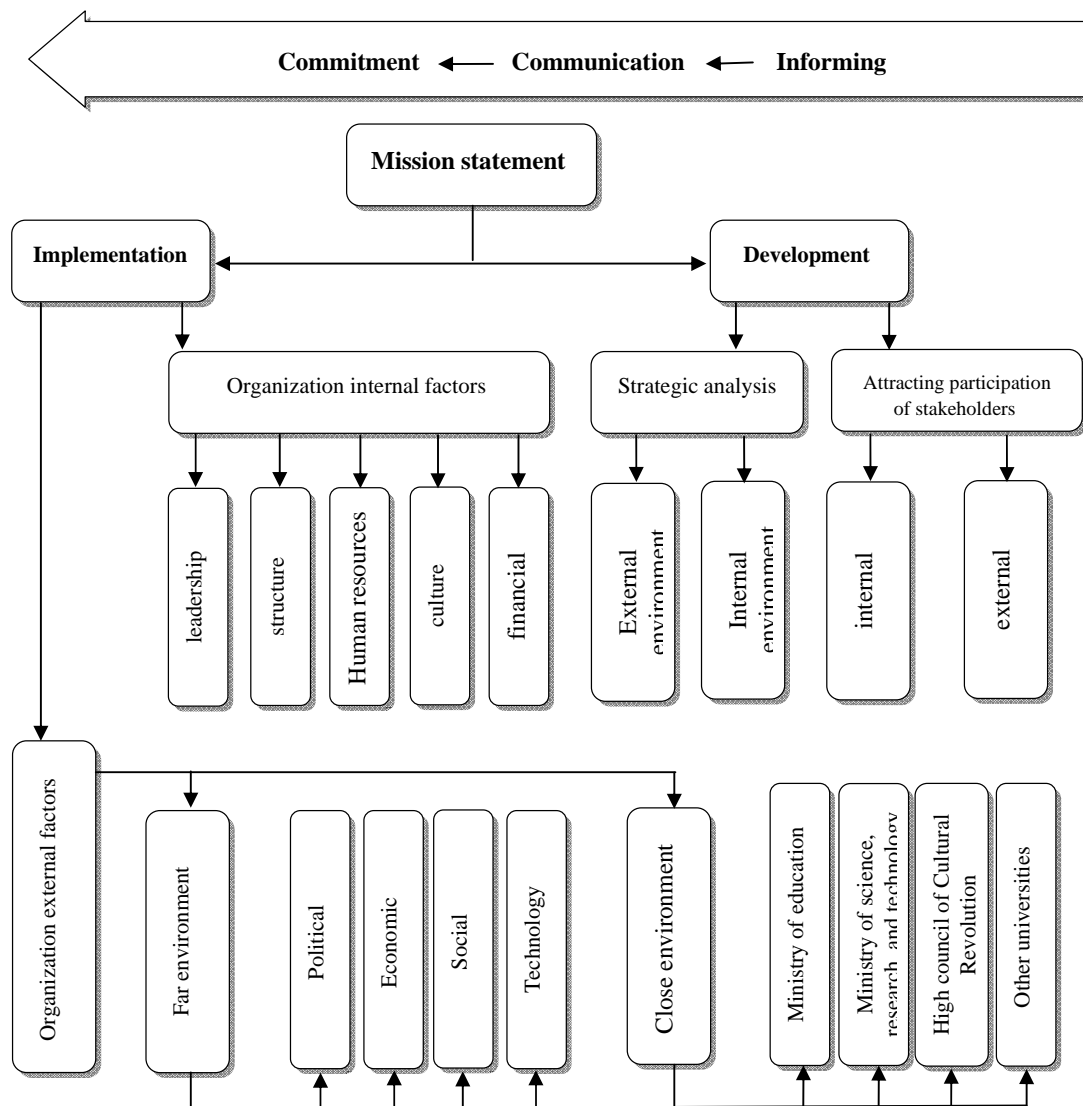 Commitment Communication Informing
Mission statement
Implementation
Development
Organization internal factors
Strategic analysis
Attracting participation
of stakeholders
leadership
structure
Human resources
culture
financial
External
environment
Internal
environment
internal
external
Organization external factors
Far environment
Political
Economic
Social
Technology
Close environment
Ministry of education
Ministry of science,
research and technology
High council of Cultural
Revolution
Other universities